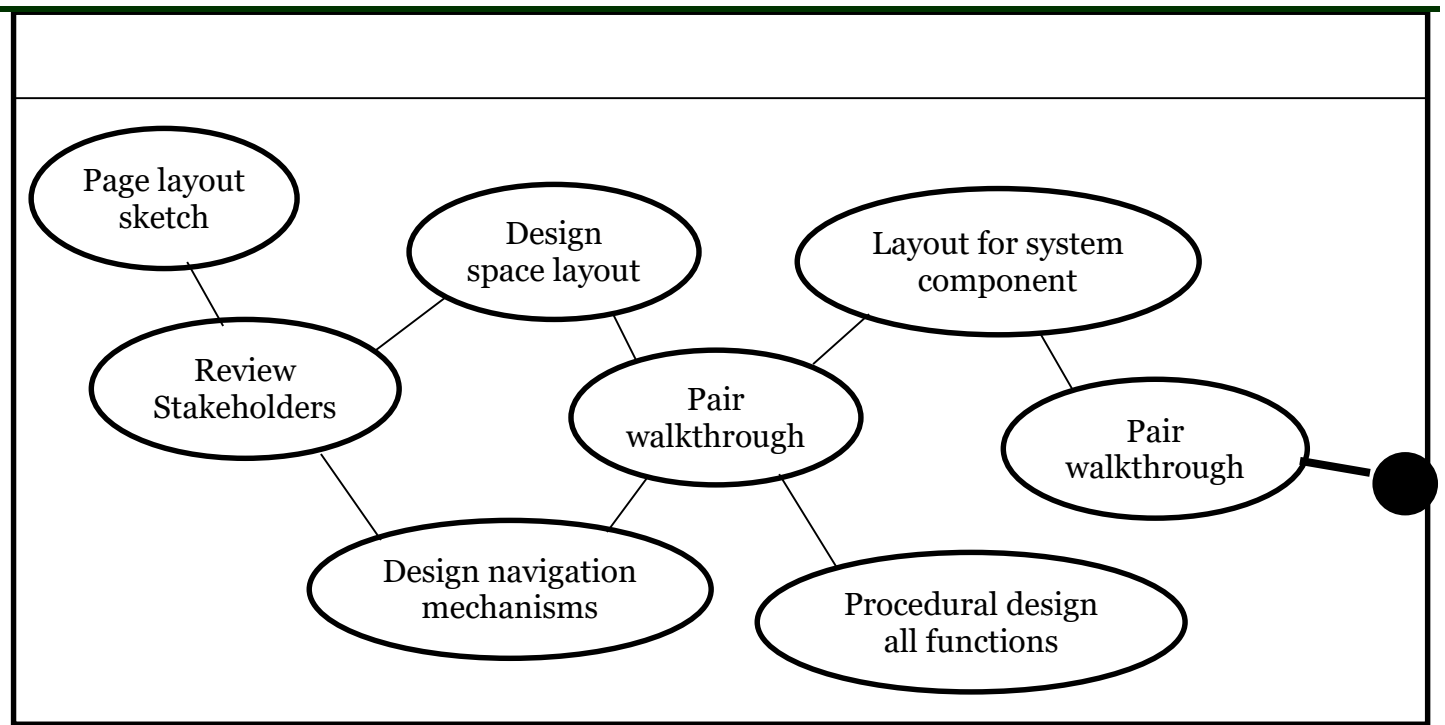 Page layout
sketch
Design
space layout
Layout for system
component
Review
Stakeholders
Pair
walkthrough
Pair
walkthrough
Design navigation
mechanisms
Procedural design
all functions